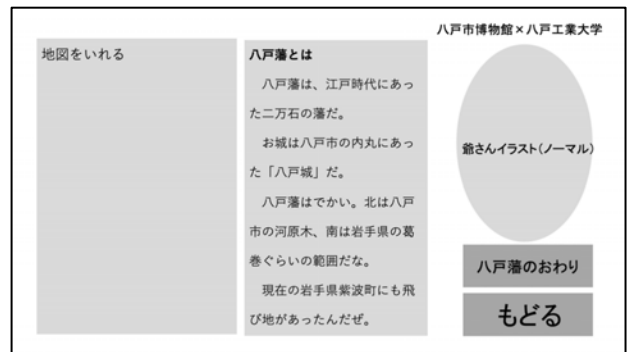 八戸市博物館×八戸工業大学
地図をいれる
八戸藩とは
八戸藩は、江戸時代にあっ
た二万石の藩だ。
お城は八戸市の内丸にあっ
た「八戸城」だ。
八戸藩はでかい。北は八戸
市の河原木、南は岩手県の葛
巻ぐらいの範囲だな。
現在の岩手県紫波町にも飛
び地があったんだぜ。
爺さんイラスト(ノーマル)
八戸藩のおわり
もどる